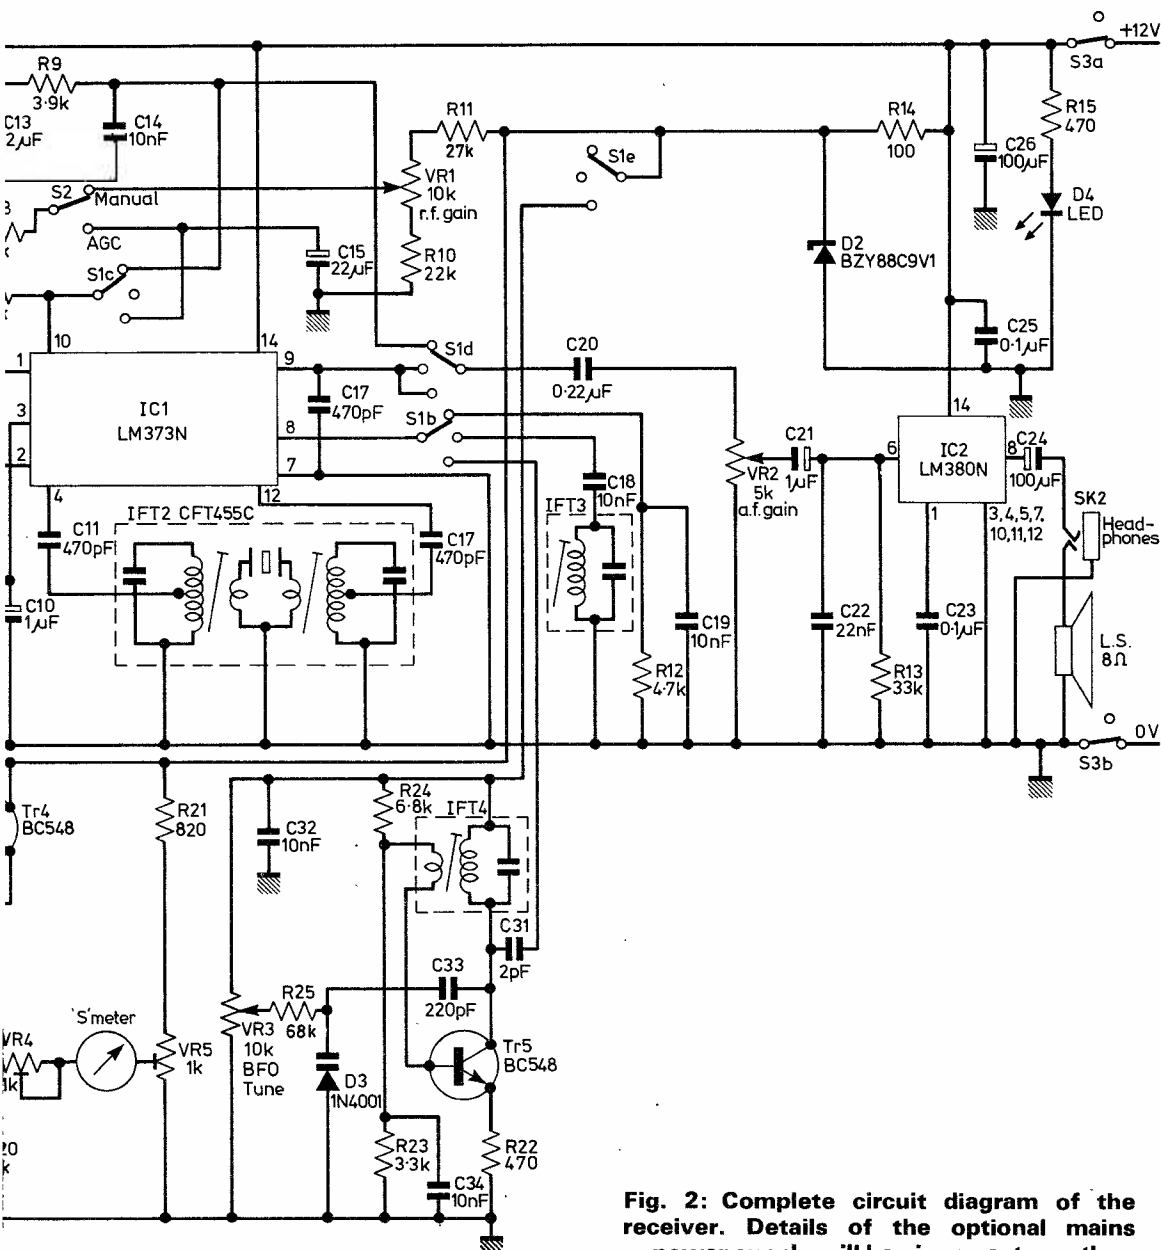 +12V
S3a
R9
3·9k
C13
2µF
C14
10nF
R11
27k
R14
100
R15
470
C26
100µF
S1e
S2
Manual
VR1
10k
r.f. gain
D4
LED
AGC
C15
22µF
R10
22k
D2
BZY88C9V1
S1c
C25
0·1µF
10
14
1
9
S1d
C20
0·22µF
C17
470pF
IC1
LM373N
3
8
S1b
14
2
7
6
IC2
LM380N
8
C24
100µF
C21
1µF
VR2
5k
a.f. gain
C18
10nF
SK2
Head-
phones
4
12
IFT2 CFT455C
IFT3
1
3,4,5,7,
10,11,12
C11
470pF
C17
470pF
C10
1µF
C19
10nF
C22
22nF
C23
0·1µF
L.S.
8Ω
R12
4·7k
R13
33k
0V
S3b
Tr4
BC548
R21
820
C32
10nF
R24
6·8k
IFT4
C31
2pF
C33
220pF
'S' meter
R25
68k
VR4
1k
VR5
1k
VR3
10k
BFO
Tune
D3
1N4001
Tr5
BC548
R23
3·3k
R22
470
C34
10nF
Fig. 2: Complete circuit diagram of the
receiver. Details of the optional mains